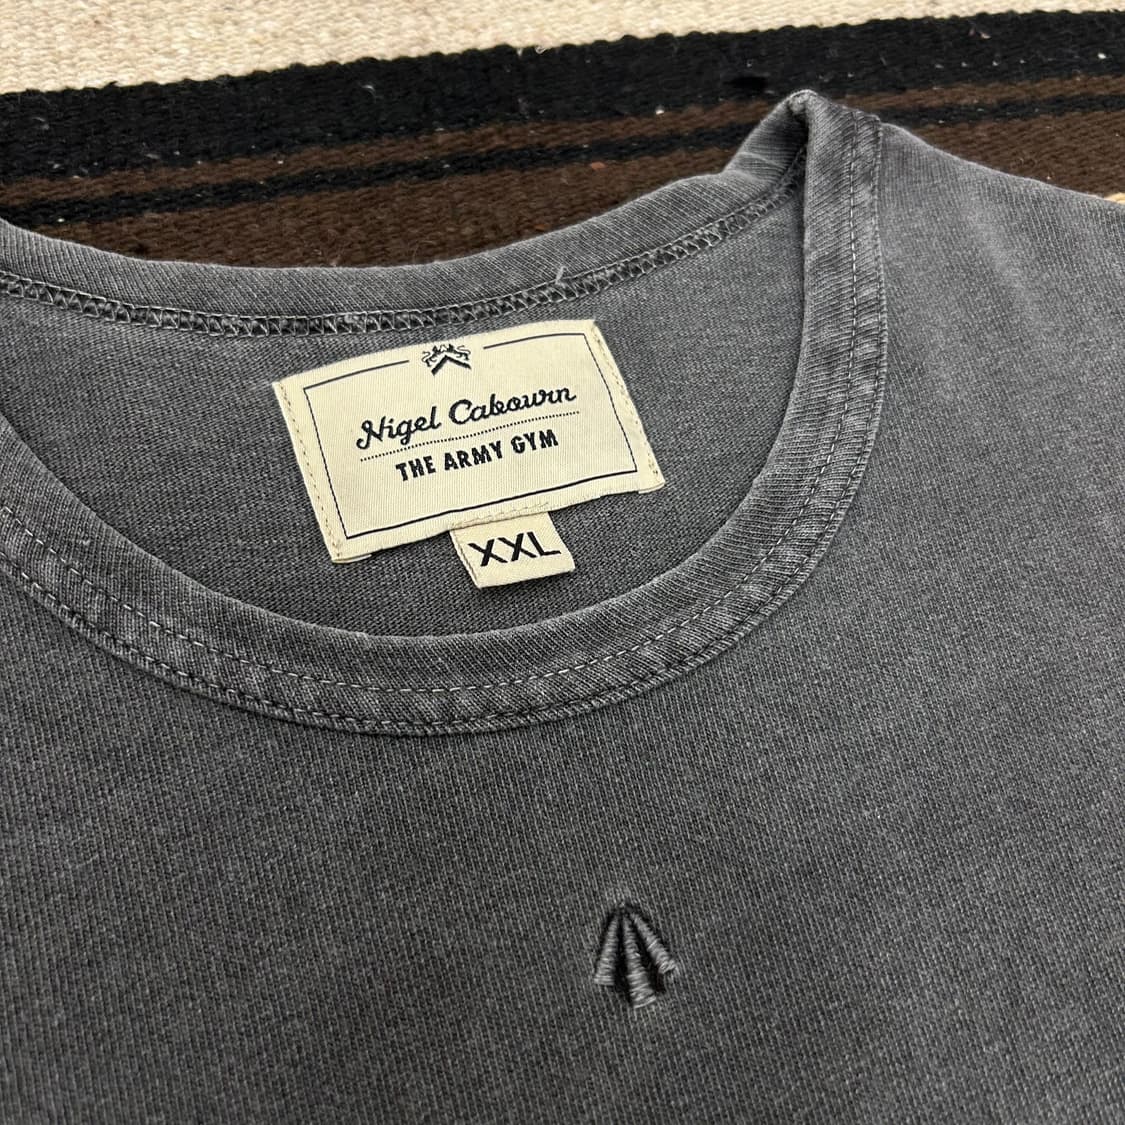 Nigel Cabourn
THE ARMY GYM
XXL